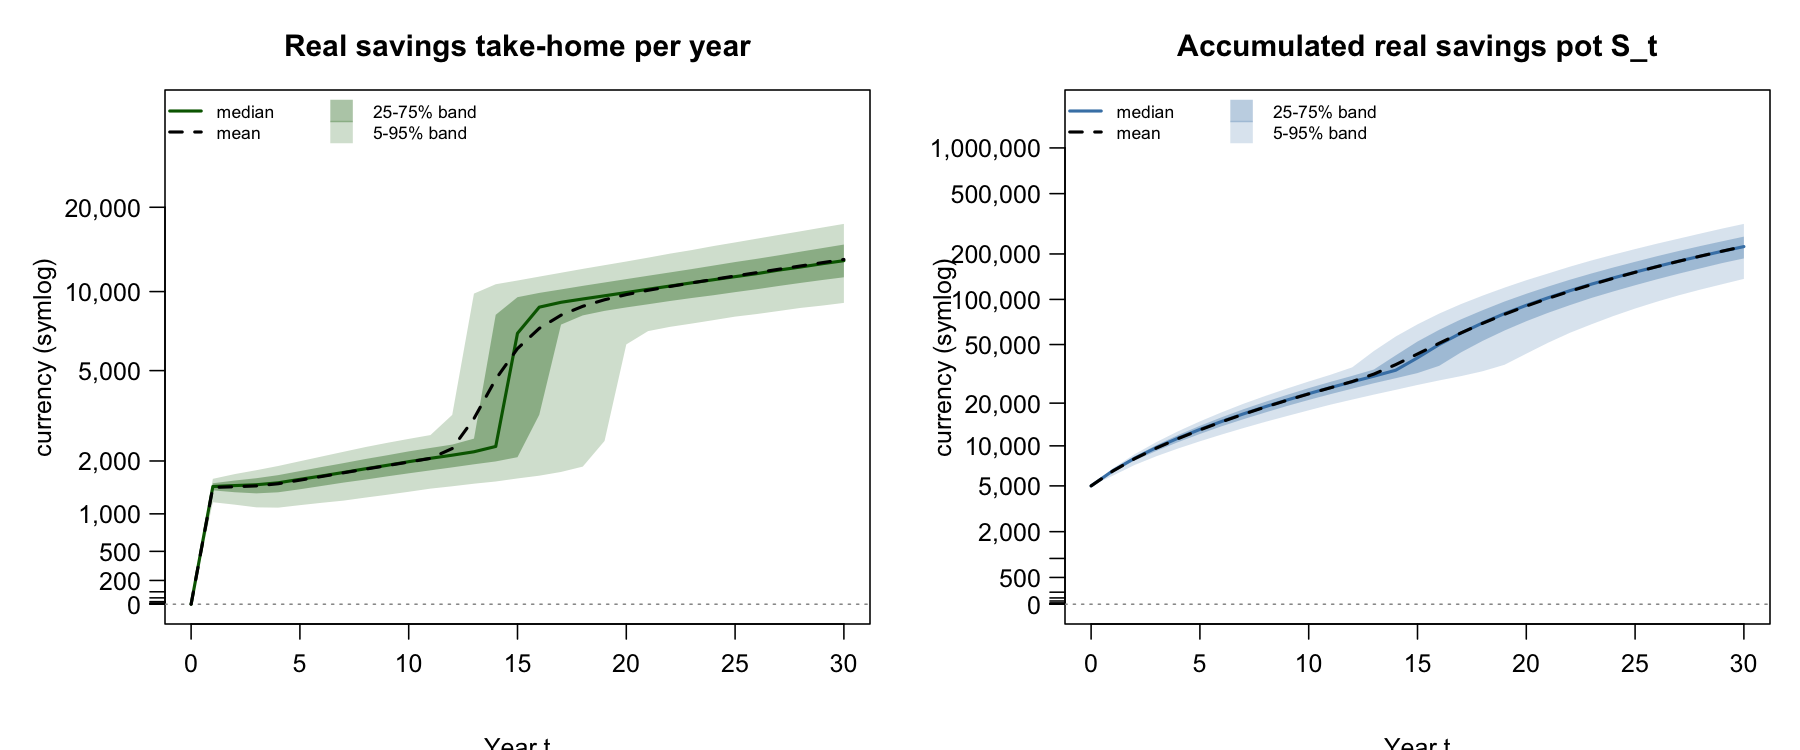 Real savings take-home per year
median
mean
25-75% band
5-95% band
currency (symlog)
20,000
10,000
5,000
2,000
1,000
500
200
0
0 5 10 15 20 25 30
Year t
Accumulated real savings pot S_t
median
mean
25-75% band
5-95% band
currency (symlog)
1,000,000
500,000
200,000
100,000
50,000
20,000
10,000
5,000
2,000
500
0
0 5 10 15 20 25 30
Year t